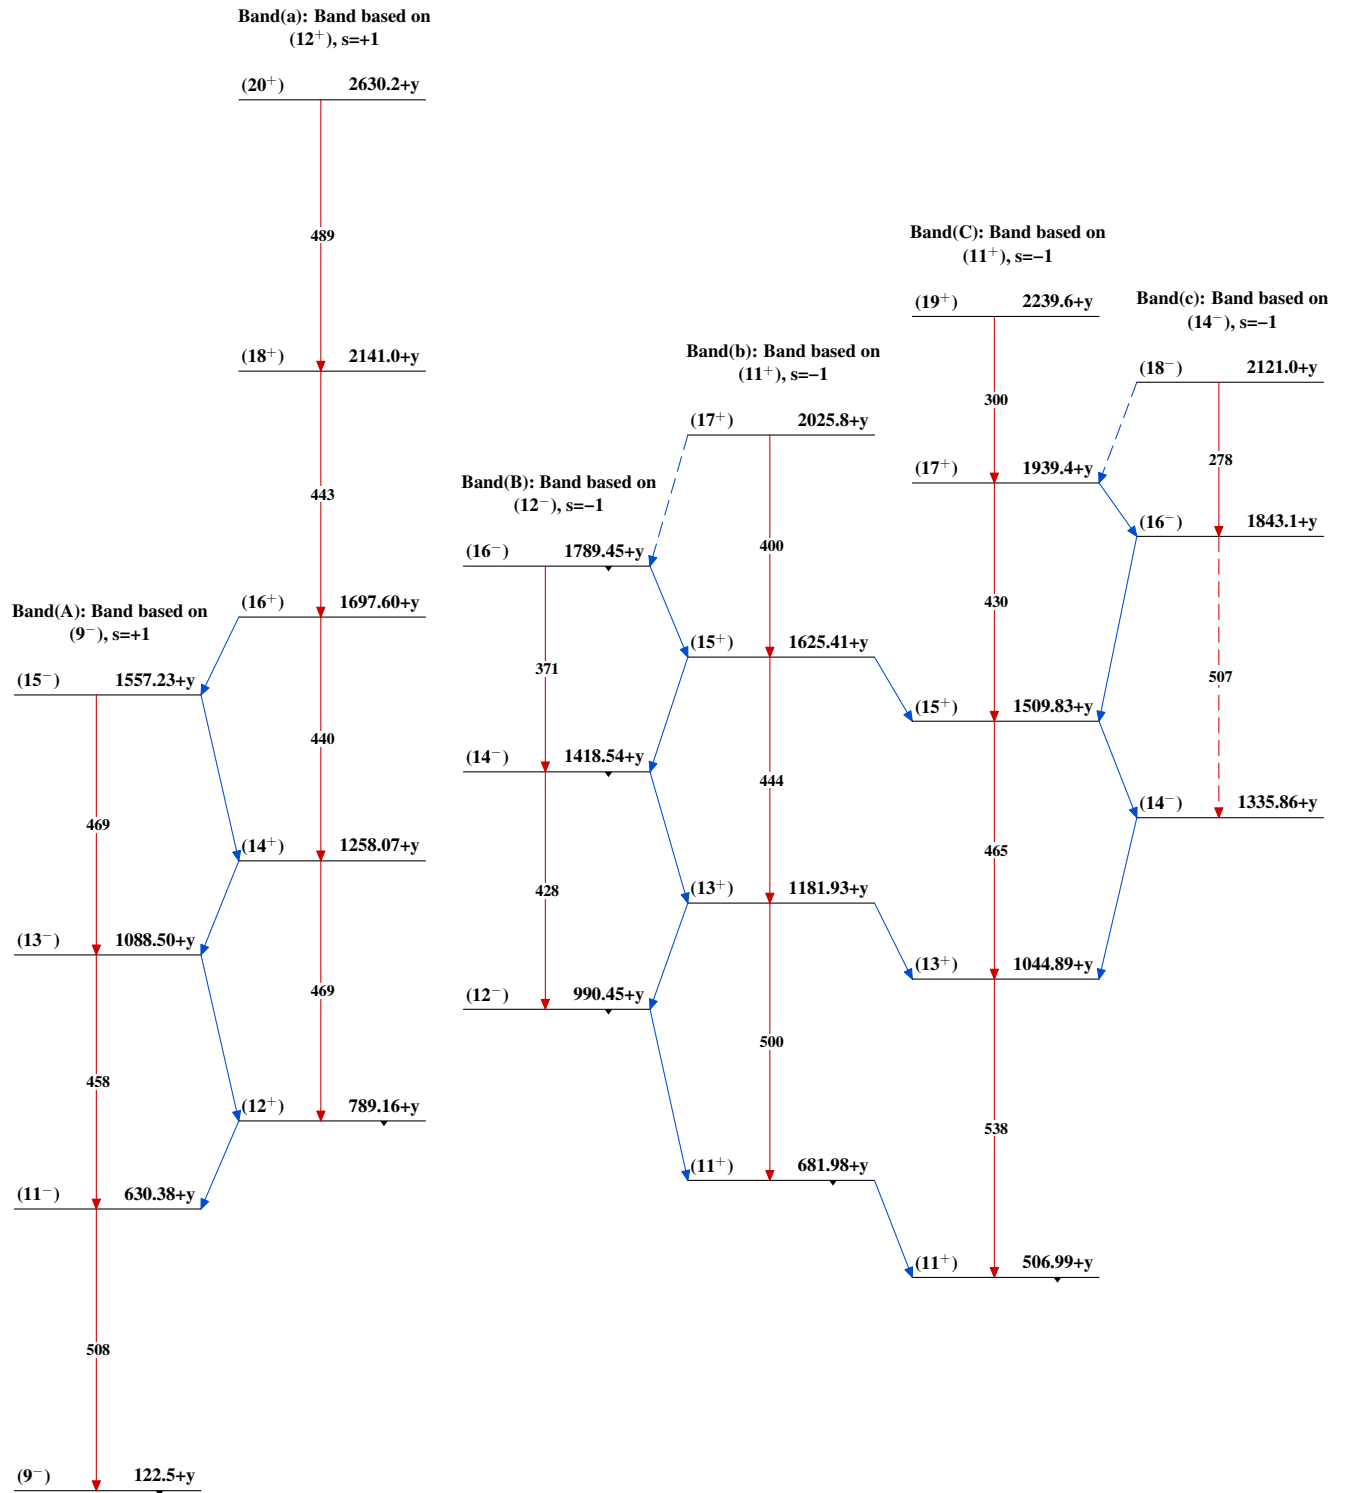 Band(a): Band based on
(12⁺), s=+1
(20⁺) 2630.2+y
489
(18⁺) 2141.0+y
443
(16⁺) 1697.60+y
440
(14⁺) 1258.07+y
469
(12⁺) 789.16+y
Band(A): Band based on
(9⁻), s=+1
(15⁻) 1557.23+y
469
(13⁻) 1088.50+y
458
(11⁻) 630.38+y
508
(9⁻) 122.5+y
Band(B): Band based on
(12⁻), s=−1
(16⁻) 1789.45+y
371
(14⁻) 1418.54+y
428
(12⁻) 990.45+y
Band(b): Band based on
(11⁺), s=−1
(17⁺) 2025.8+y
400
(15⁺) 1625.41+y
444
(13⁺) 1181.93+y
500
(11⁺) 681.98+y
Band(C): Band based on
(11⁺), s=−1
(19⁺) 2239.6+y
300
(17⁺) 1939.4+y
430
(15⁺) 1509.83+y
465
(13⁺) 1044.89+y
538
(11⁺) 506.99+y
Band(c): Band based on
(14⁻), s=−1
(18⁻) 2121.0+y
278
(16⁻) 1843.1+y
507
(14⁻) 1335.86+y